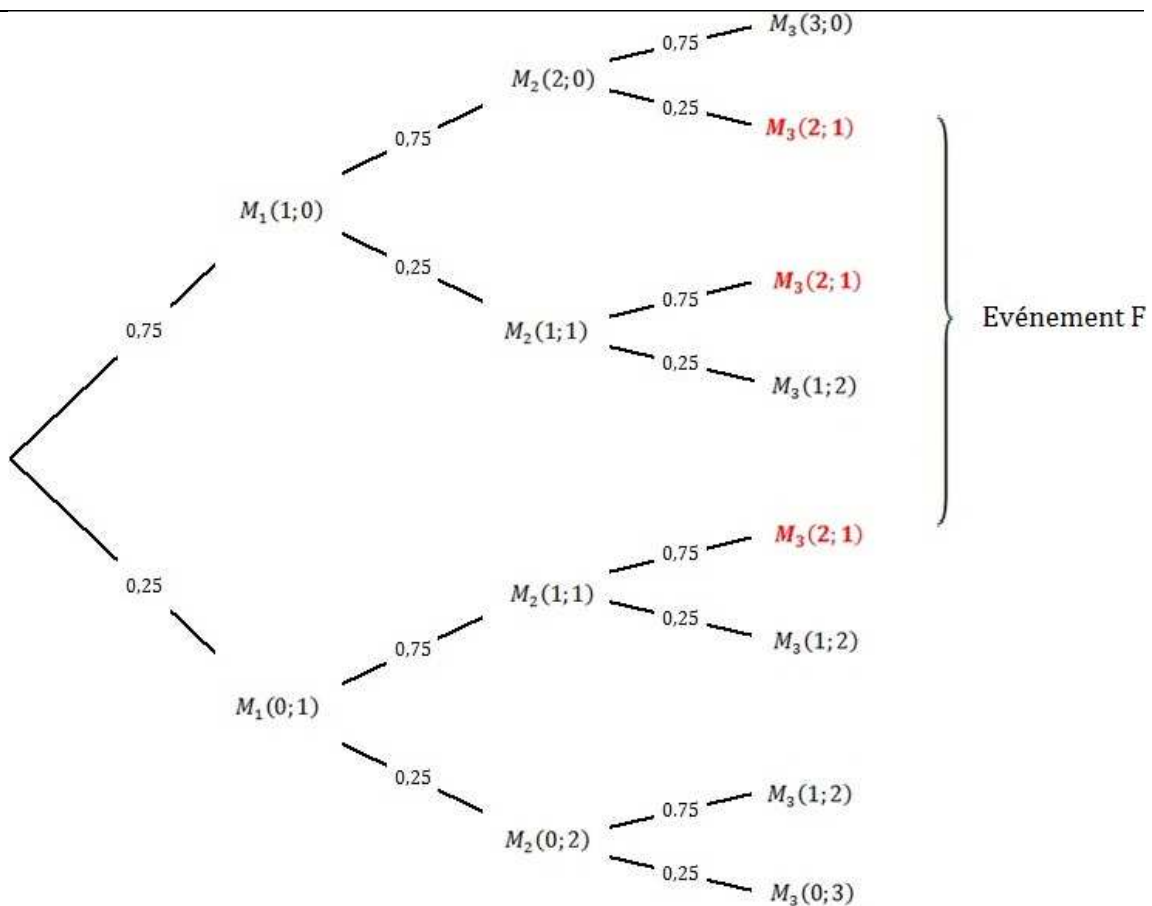 M₃(3;0)
0,75
M₂(2;0)
0,25
M₃(2;1)
0,75
M₁(1;0)
0,25
M₃(2;1)
0.75
M₂(1;1)
0,25
M₃(1;2)
0,75
Evénement F
0,25
M₃(2;1)
0,75
M₂(1;1)
0,25
M₃(1;2)
0,75
M₁(0;1)
0,25
M₃(1;2)
0.75
M₂(0;2)
0,25
M₃(0;3)